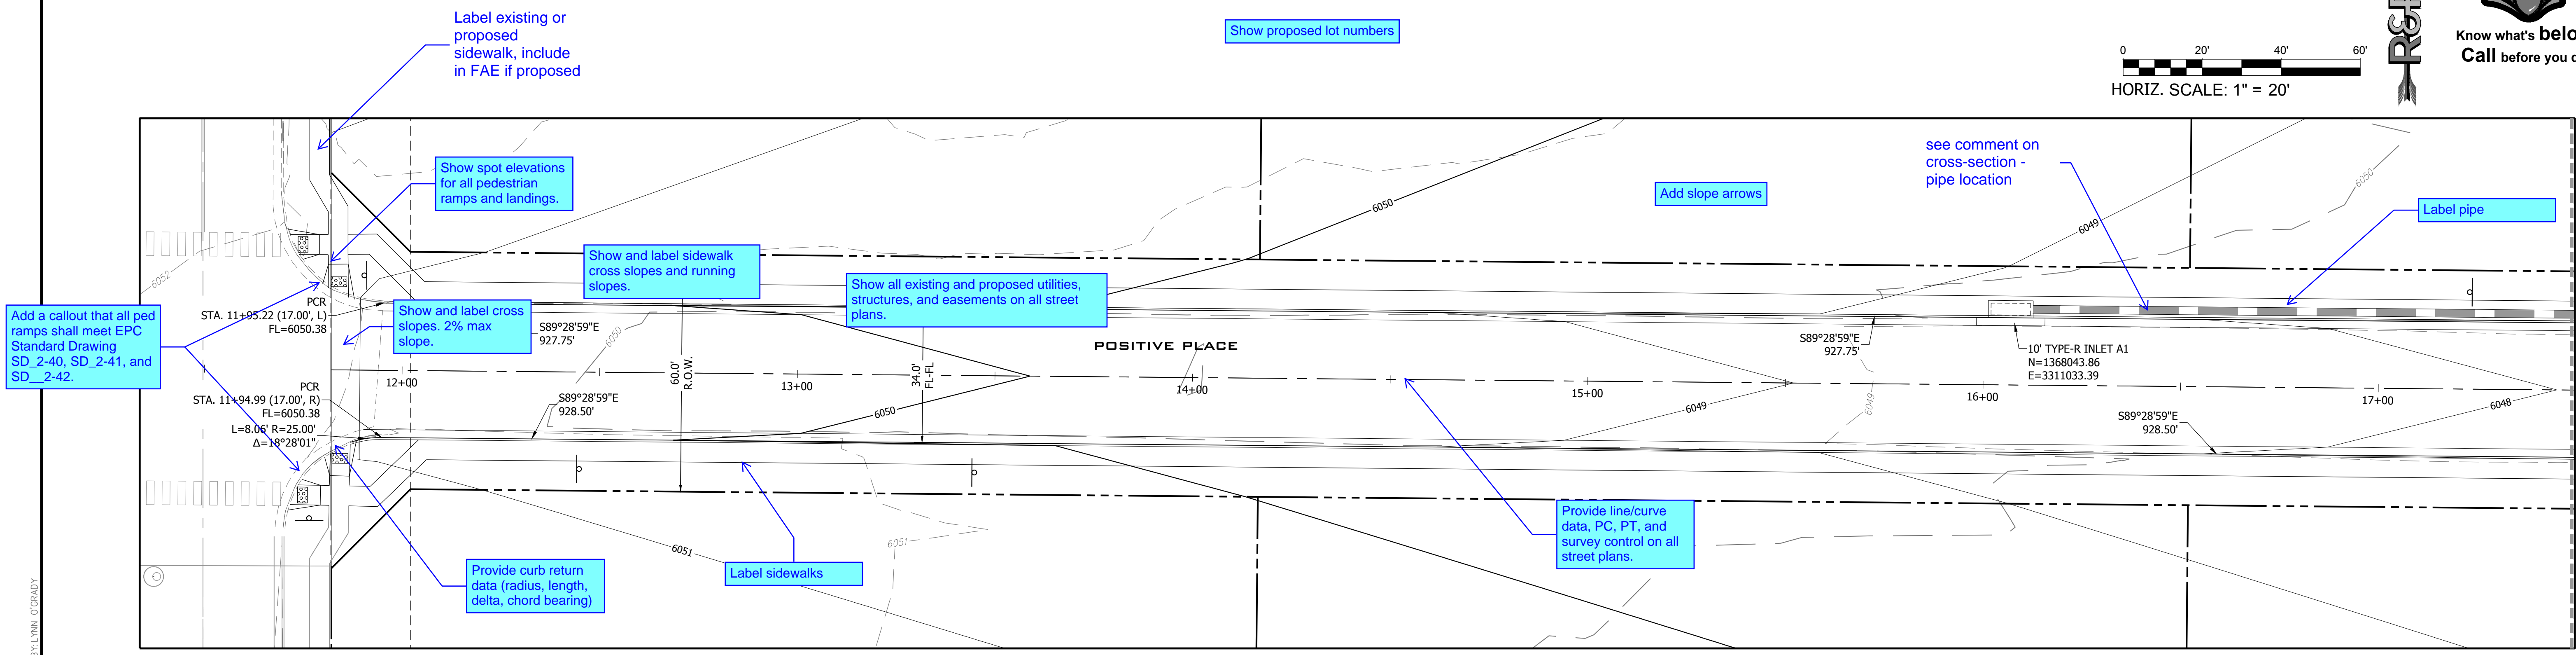 Label existing or
proposed
sidewalk, include
in FAE if proposed
Show proposed lot numbers
0 20' 40' 60'
HORIZ. SCALE: 1" = 20'
Know what's
Call before you
Show spot elevations
for all pedestrian
ramps and landings.
Add slope arrows
see comment on
cross-section -
pipe location
Label pipe
6052
6050
6049
6050
Show and label sidewalk
cross slopes and running
slopes.
Show all existing and proposed utilities,
structures, and easements on all street
plans.
Add a callout that all ped
ramps shall meet EPC
Standard Drawing
SD_2-40, SD_2-41, and
SD__2-42.
PCR
STA. 11+95.22 (17.00', L)
FL=6050.38
Show and label cross
slopes. 2% max
slope.
S89°28'59"E
927.75'
6050
60.0'
R.O.W.
34.0'
FL-FL
POSITIVE PLACE
S89°28'59"E
927.75'
10' TYPE-R INLET A1
N=1368043.86
E=3311033.39
12+00
13+00
14+00
15+00
16+00
17+00
PCR
STA. 11+94.99 (17.00', R)
FL=6050.38
L=8.06' R=25.00'
Δ=18°28'01"
S89°28'59"E
928.50'
6050
6049
6049
6048
S89°28'59"E
928.50'
6051
6051
Provide curb return
data (radius, length,
delta, chord bearing)
Label sidewalks
Provide line/curve
data, PC, PT, and
survey control on all
street plans.
BY: LYNN O'GRADY